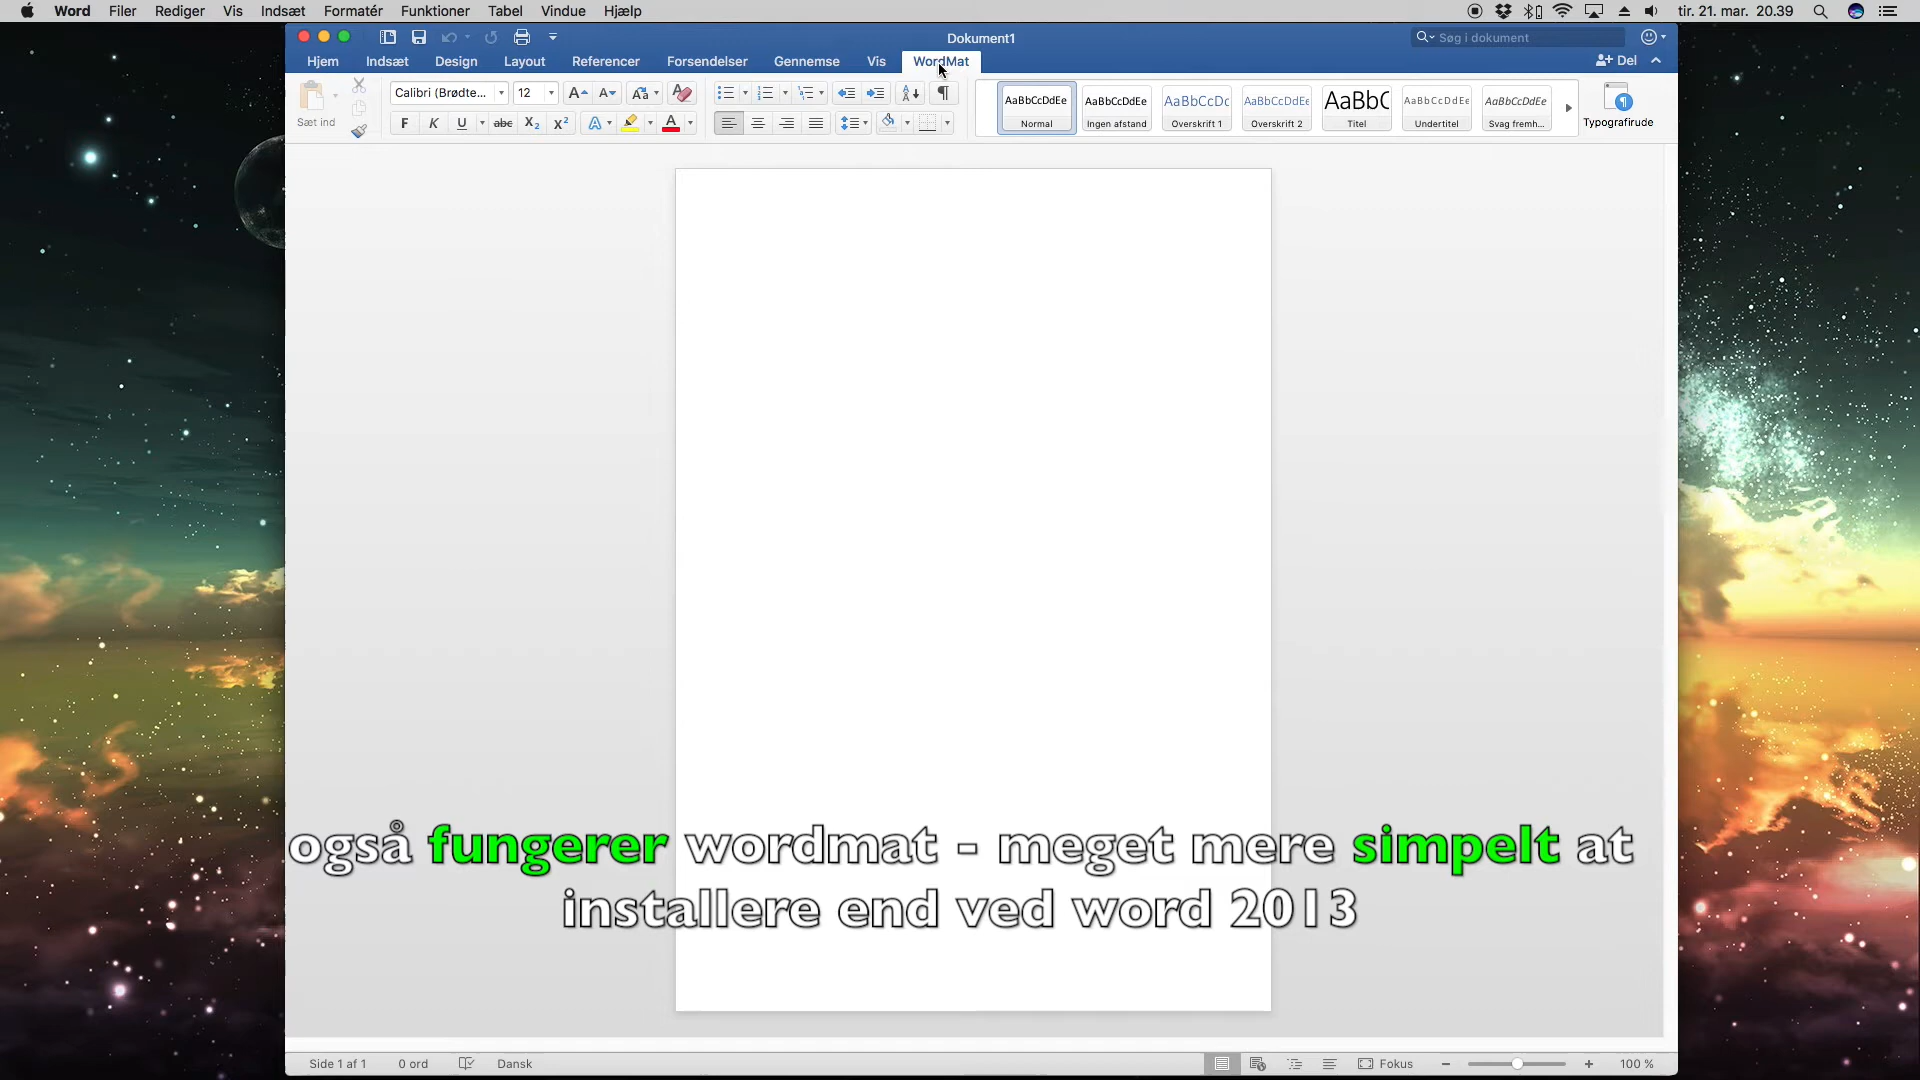 Word Filer Rediger Vis Indsæt Formatér Funktioner Tabel Vindue Hjælp tir. 21. mar. 20.39
Dokument1 Søg i dokument
Hjem Indsæt Design Layout Referencer Forsendelser Gennemse Vis WordMat Del
Sæt ind
Calibri (Brødte... 12
F K U abc X₂ X²
AaBbCcDdEe AaBbCcDdEe AaBbCcDc AaBbCcDdEe AaBbC AaBbCcDdEe AaBbCcDdEe
Normal Ingen afstand Overskrift 1 Overskrift 2 Titel Undertitel Svag fremh... Typografirude
også fungerer wordmat - meget mere simpelt at
installere end ved word 2013
Side 1 af 1 0 ord Dansk Fokus 100 %